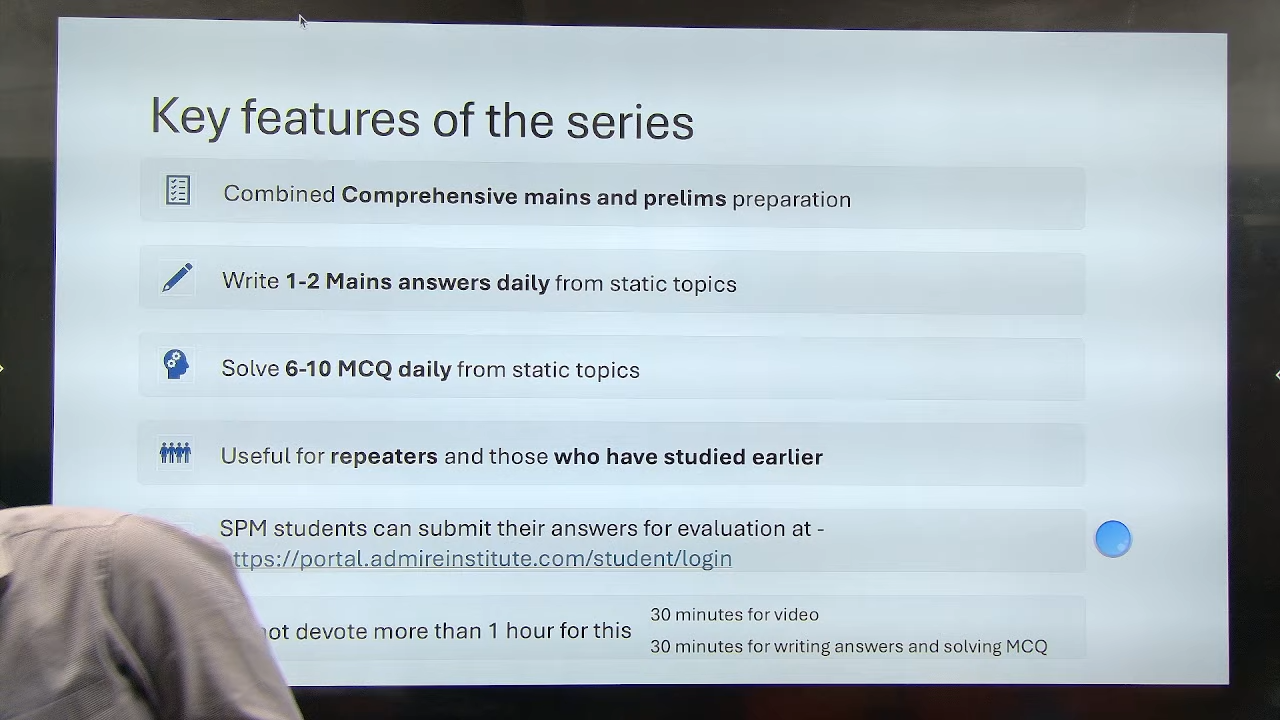 Key features of the series
Combined Comprehensive mains and prelims preparation
Write 1-2 Mains answers daily from static topics
Solve 6-10 MCQ daily from static topics
Useful for repeaters and those who have studied earlier
SPM students can submit their answers for evaluation at -
ttps://portal.admireinstitute.com/student/login
not devote more than 1 hour for this
30 minutes for video
30 minutes for writing answers and solving MCQ